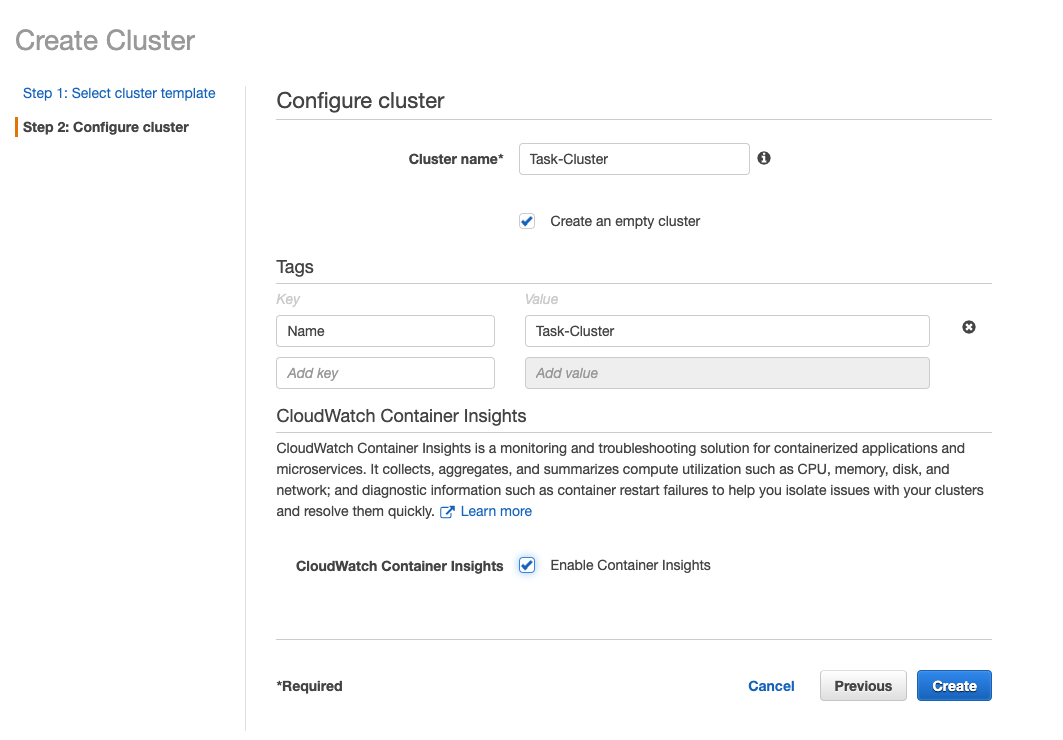 Create Cluster
Step 1: Select cluster template
Step 2: Configure cluster
Configure cluster
Cluster name*
Task-Cluster
Create an empty cluster
Tags
Key
Value
Name
Task-Cluster
Add key
Add value
CloudWatch Container Insights
CloudWatch Container Insights is a monitoring and troubleshooting solution for containerized applications and
microservices. It collects, aggregates, and summarizes compute utilization such as CPU, memory, disk, and
network; and diagnostic information such as container restart failures to help you isolate issues with your clusters
and resolve them quickly. Learn more
CloudWatch Container Insights
Enable Container Insights
*Required
Cancel
Previous
Create